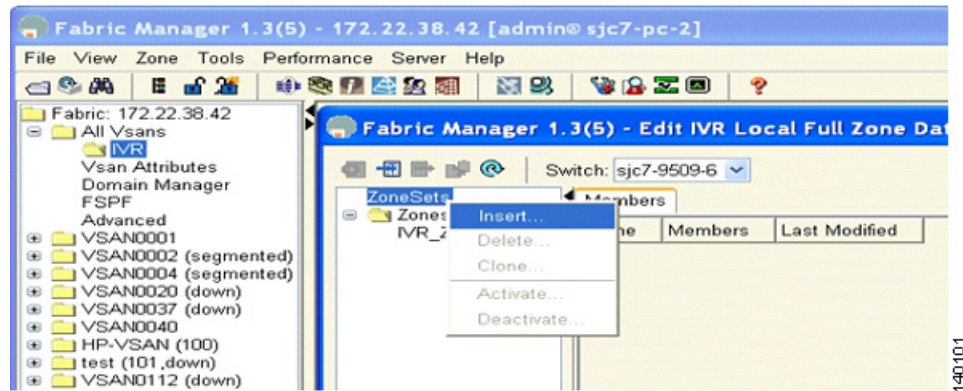 Fabric Manager 1.3(5) - 172.22.38.42 [admin@sjc7-pc-2]
File View Zone Tools Performance Server Help
Fabric: 172.22.38.42
All Vsans
IVR
Vsan Attributes
Domain Manager
FSPF
Advanced
VSAN0001
VSAN0002 (segmented)
VSAN0004 (segmented)
VSAN0020 (down)
VSAN0037 (down)
VSAN0040
HP-VSAN (100)
test (101,down)
VSAN0112 (down)
Fabric Manager 1.3(5) - Edit IVR Local Full Zone Dat
Switch: sjc7-9509-6
ZoneSets
Zones
IVR_Z
Members
Members Last Modified
Insert...
Delete...
Clone...
Activate...
Deactivate...
140101